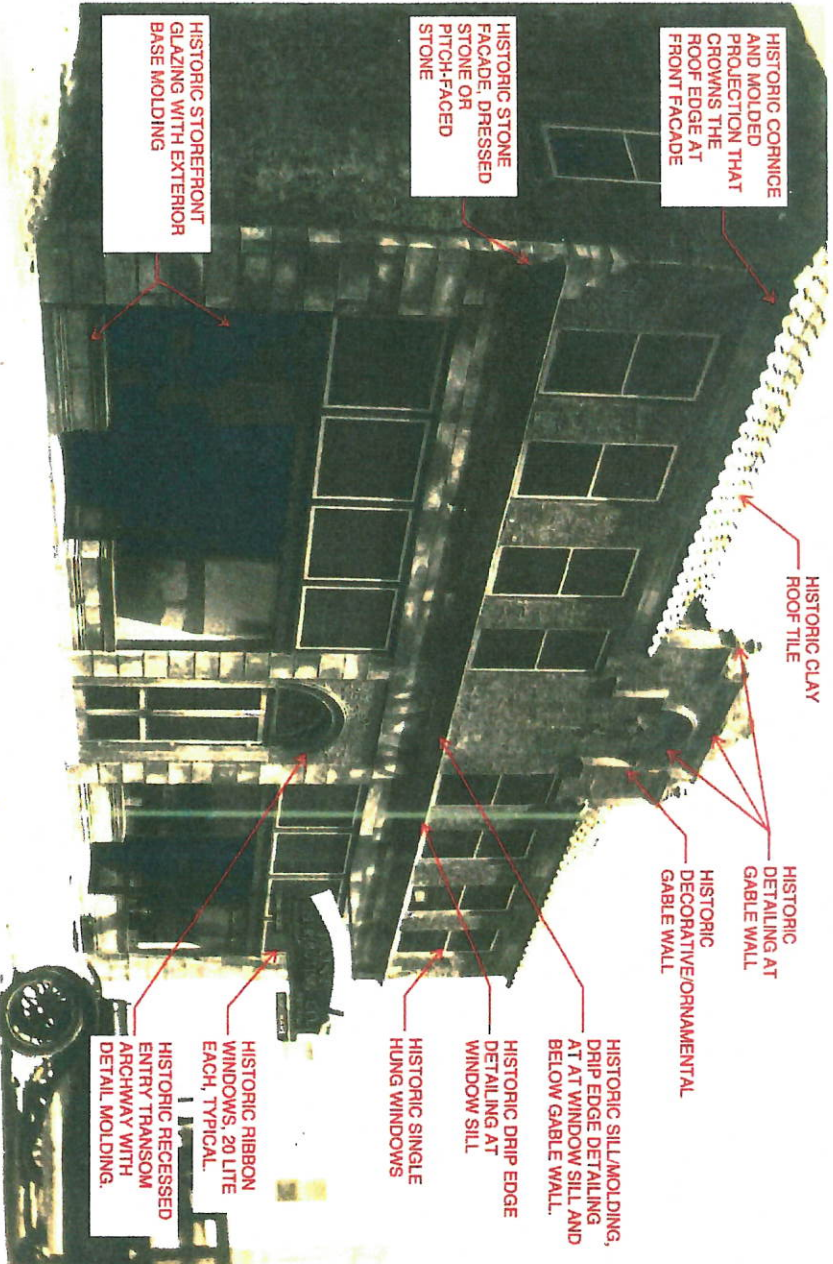 HISTORIC CORNICE
AND MOLDED
PROJECTION THAT
CROWNS THE
ROOF EDGE AT
FRONT FACADE
HISTORIC STONE
FACADE, DRESSED
STONE OR
PITCH-FACED
STONE
HISTORIC STOREFRONT
GLAZING WITH EXTERIOR
BASE MOLDING
HISTORIC CLAY
ROOF TILE
HISTORIC
DETAILING AT
GABLE WALL
HISTORIC
DECORATIVE/ORNAMENTAL
GABLE WALL
HISTORIC SILL/MOLDING,
DRIP EDGE DETAILING
AT AT WINDOW SILL AND
BELOW GABLE WALL.
HISTORIC DRIP EDGE
DETAILING AT
WINDOW SILL
HISTORIC SINGLE
HUNG WINDOWS
HISTORIC RIBBON
WINDOWS, 20 LITE
EACH, TYPICAL.
HISTORIC RECESSED
ENTRY TRANSOM
ARCHWAY WITH
DETAIL MOLDING.